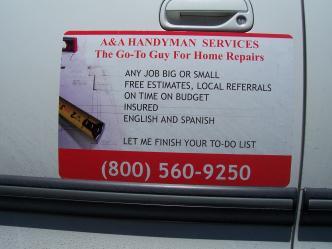 A&A HANDYMAN SERVICES
The Go-To Guy For Home Repairs
ANY JOB BIG OR SMALL
FREE ESTIMATES, LOCAL REFERRALS
ON TIME ON BUDGET
INSURED
ENGLISH AND SPANISH
LET ME FINISH YOUR TO-DO LIST
(800) 560-9250